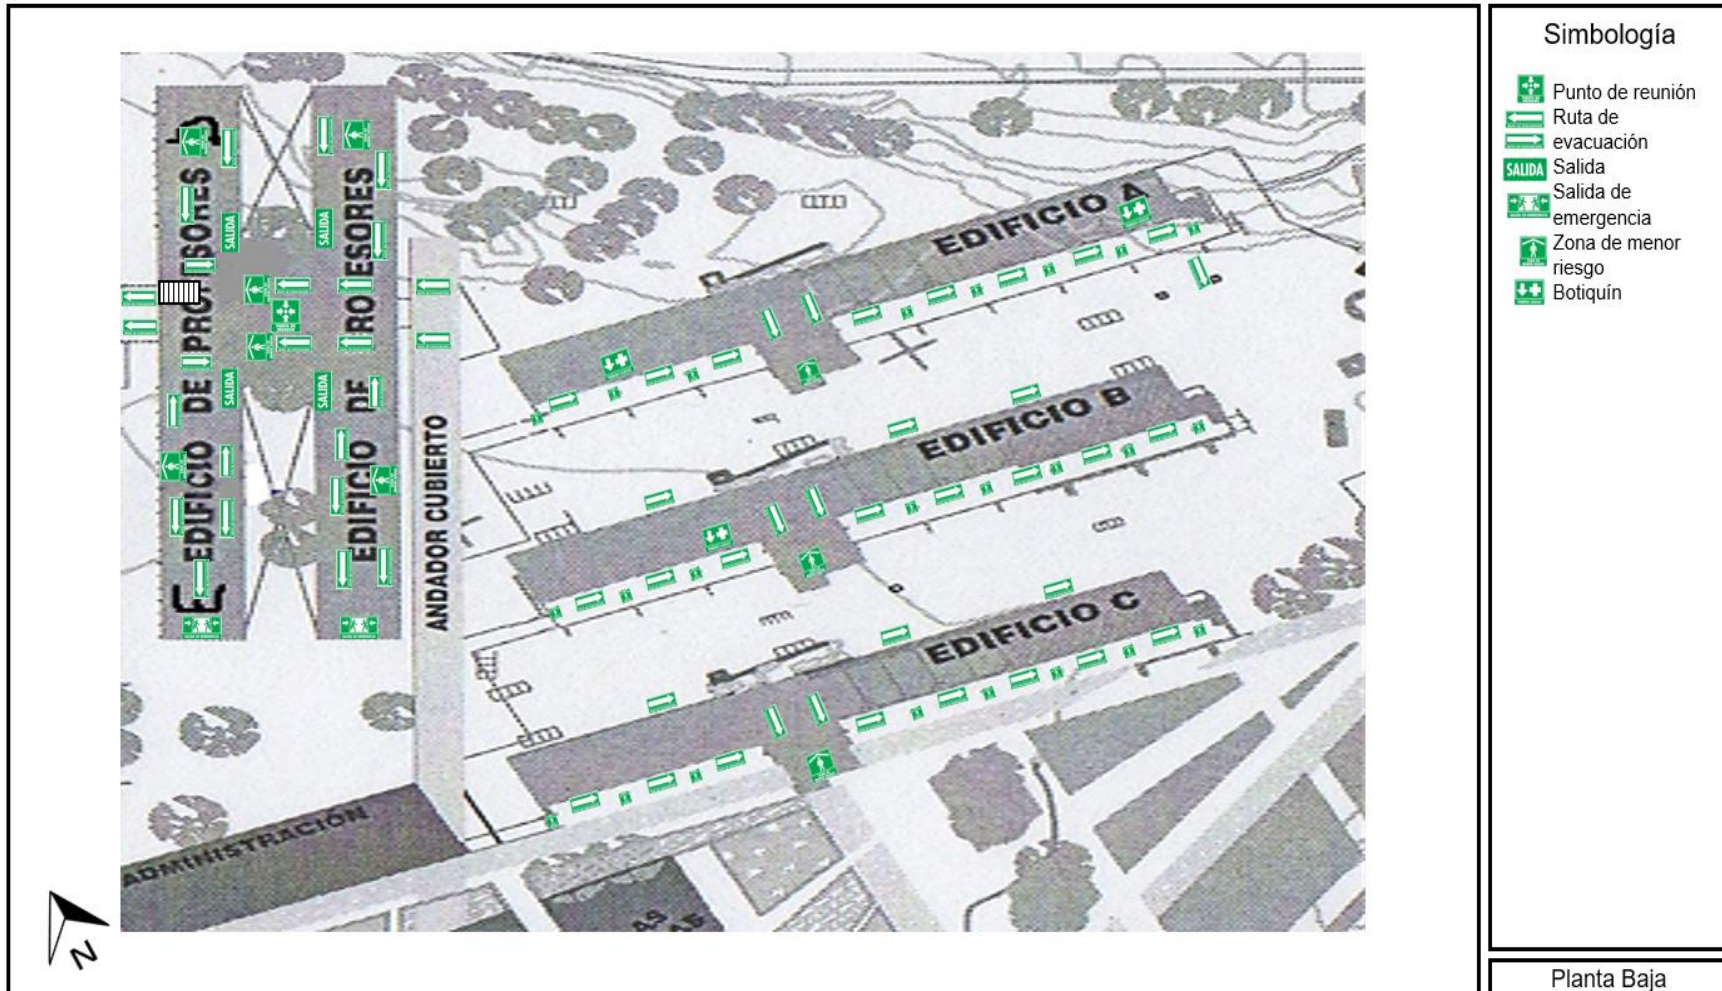 EDIFICIO DE PROFESORES
EDIFICIO DE PROFESORES
SALIDA
SALIDA
SALIDA
SALIDA
ANDADOR CUBIERTO
EDIFICIO A
EDIFICIO B
EDIFICIO C
ADMINISTRACIÓN
N
Simbología
Punto de reunión
Ruta de
evacuación
SALIDA
Salida
Salida de
emergencia
Zona de menor
riesgo
Botiquín
Planta Baja